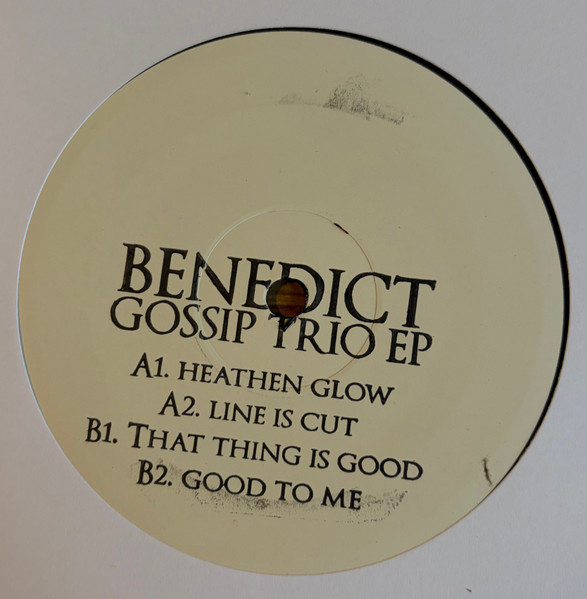 BENEDICT
GOSSIP TRIO EP
A1. HEATHEN GLOW
A2. LINE IS CUT
B1. THAT THING IS GOOD
B2. GOOD TO ME